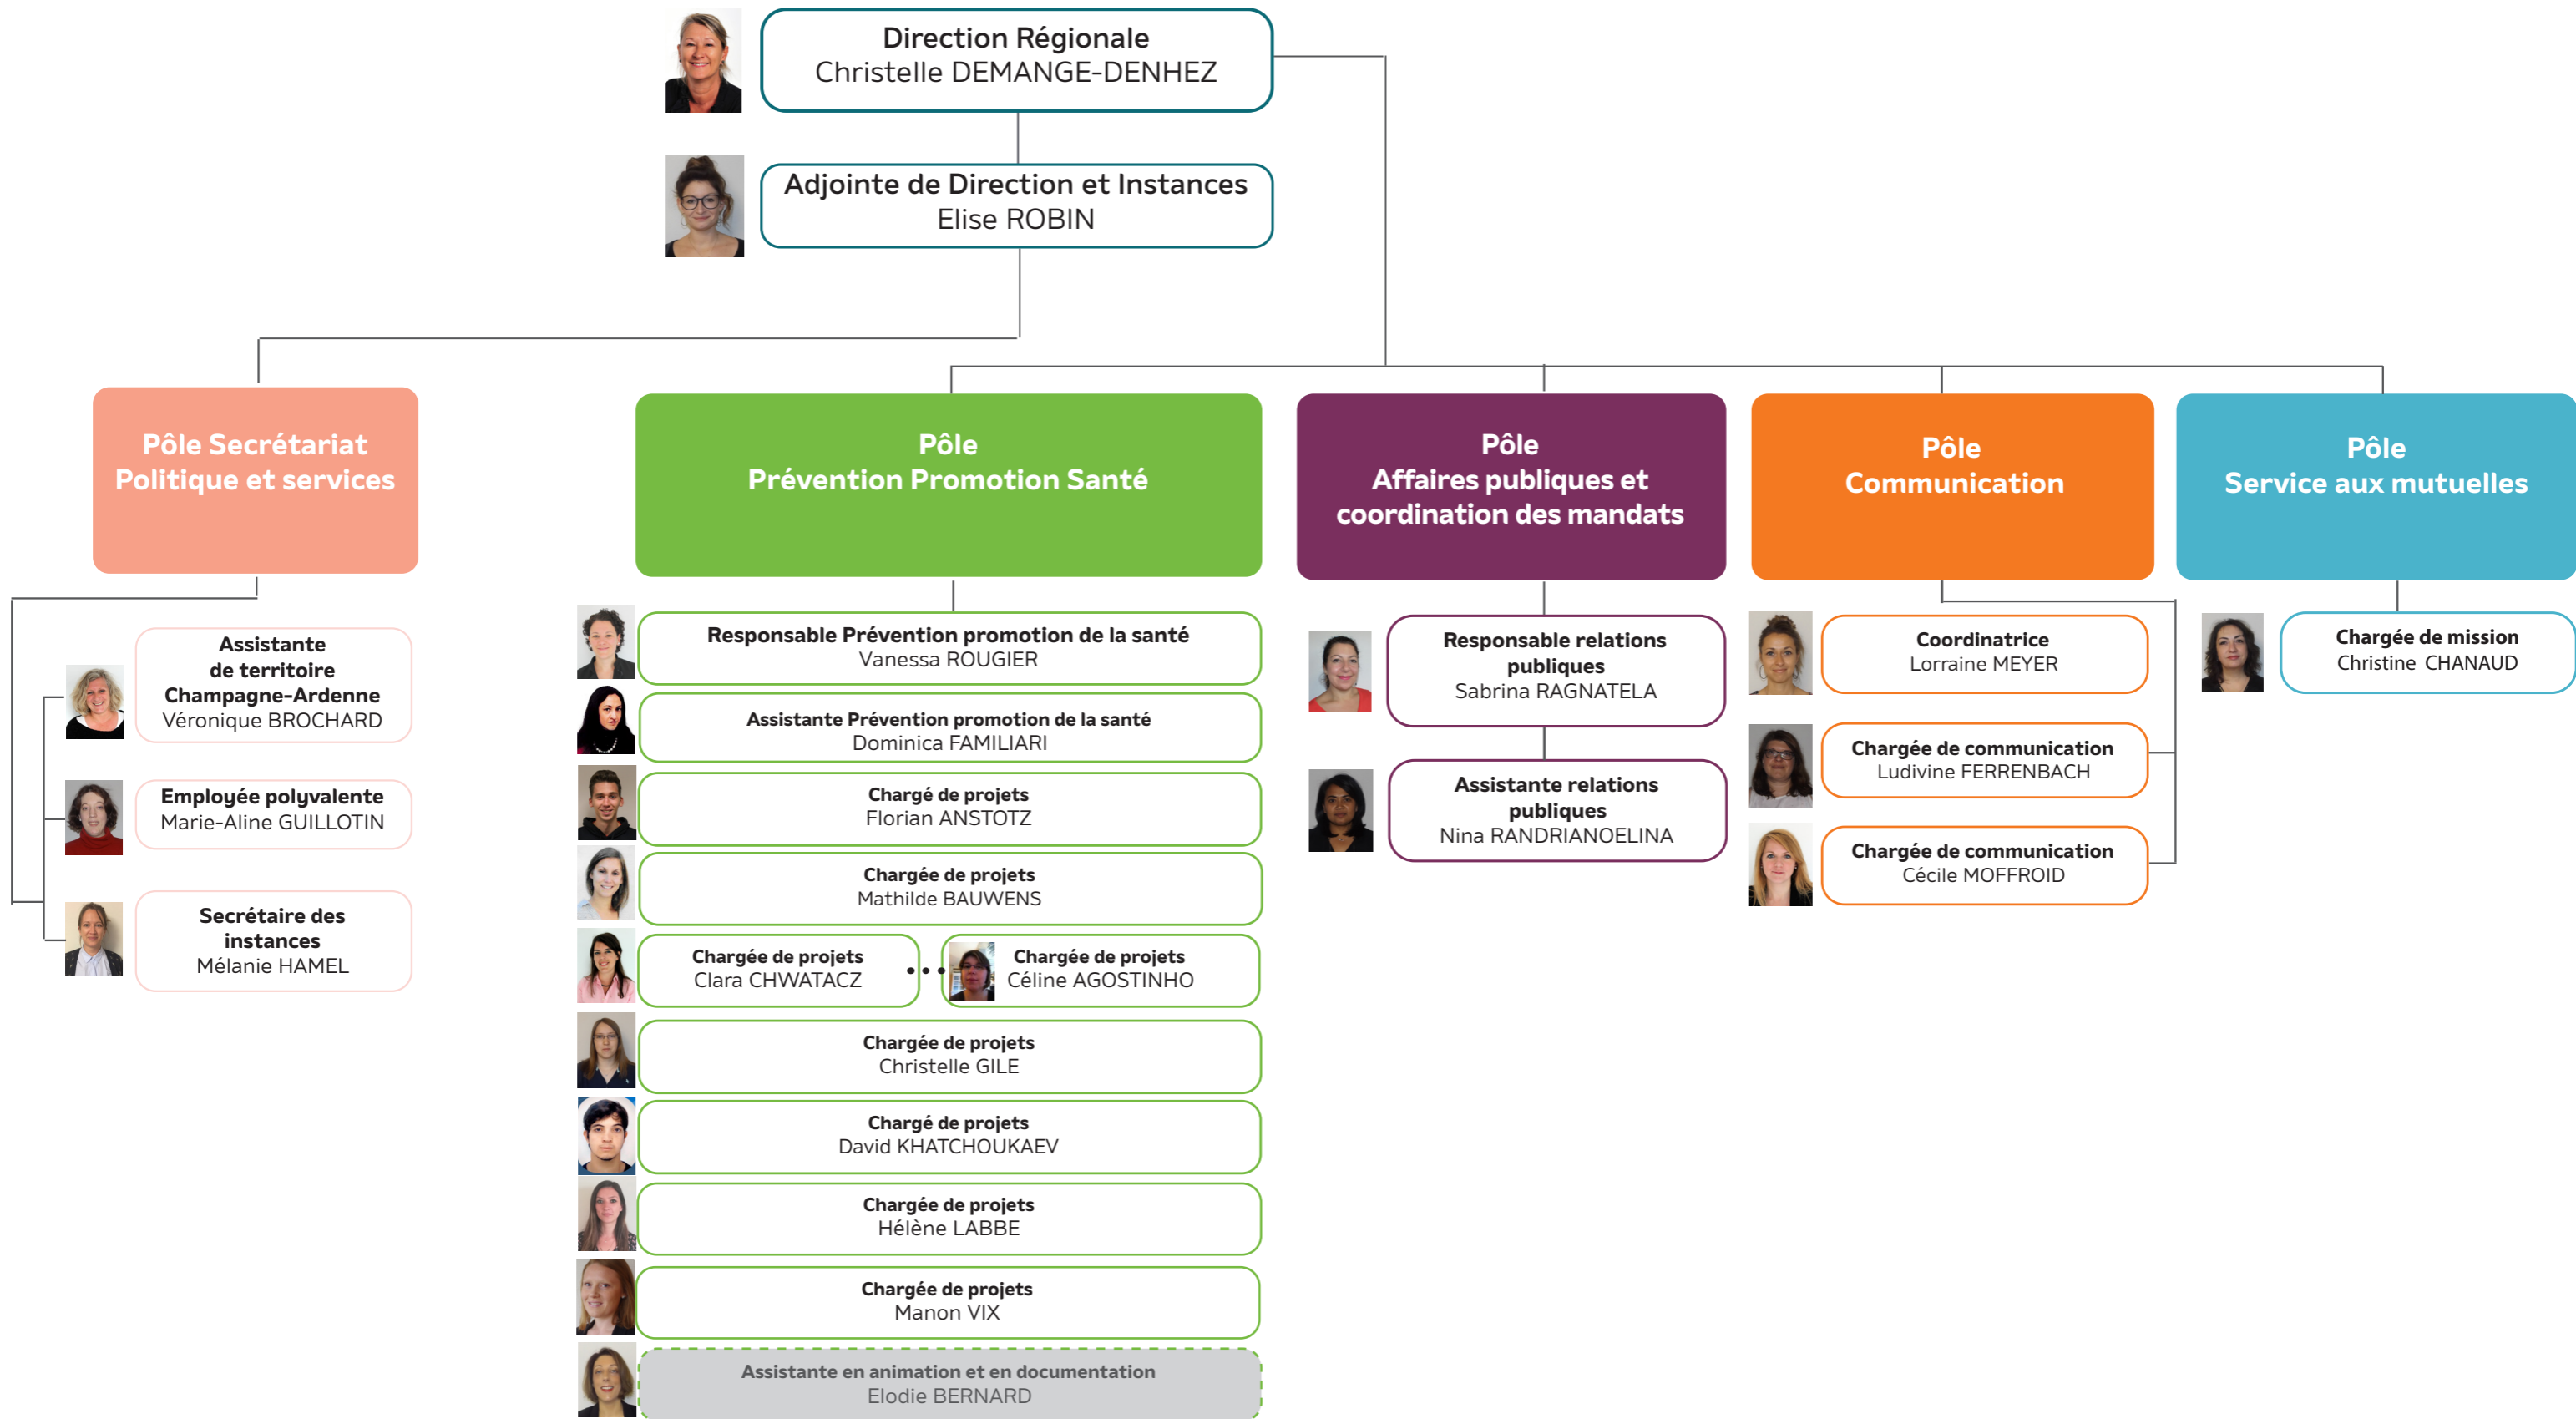 Direction Régionale
Christelle DEMANGE-DENHEZ
Adjointe de Direction et Instances
Elise ROBIN
Pôle Secrétariat
Politique et services
Assistante
de territoire
Champagne-Ardenne
Véronique BROCHARD
Employée polyvalente
Marie-Aline GUILLOTIN
Secrétaire des
instances
Mélanie HAMEL
Pôle
Prévention Promotion Santé
Responsable Prévention promotion de la santé
Vanessa ROUGIER
Assistante Prévention promotion de la santé
Dominica FAMILIARI
Chargé de projets
Florian ANSTOTZ
Chargée de projets
Mathilde BAUWENS
Chargée de projets
Clara CHWATACZ
Chargée de projets
Céline AGOSTINHO
Chargée de projets
Christelle GILE
Chargé de projets
David KHATCHOUKAEV
Chargée de projets
Hélène LABBE
Chargée de projets
Manon VIX
Assistante en animation et en documentation
Elodie BERNARD
Pôle
Affaires publiques et
coordination des mandats
Responsable relations
publiques
Sabrina RAGNATELA
Assistante relations
publiques
Nina RANDRIANOELINA
Pôle
Communication
Coordinatrice
Lorraine MEYER
Chargée de communication
Ludivine FERRENBACH
Chargée de communication
Cécile MOFFROID
Pôle
Service aux mutuelles
Chargée de mission
Christine CHANAUD